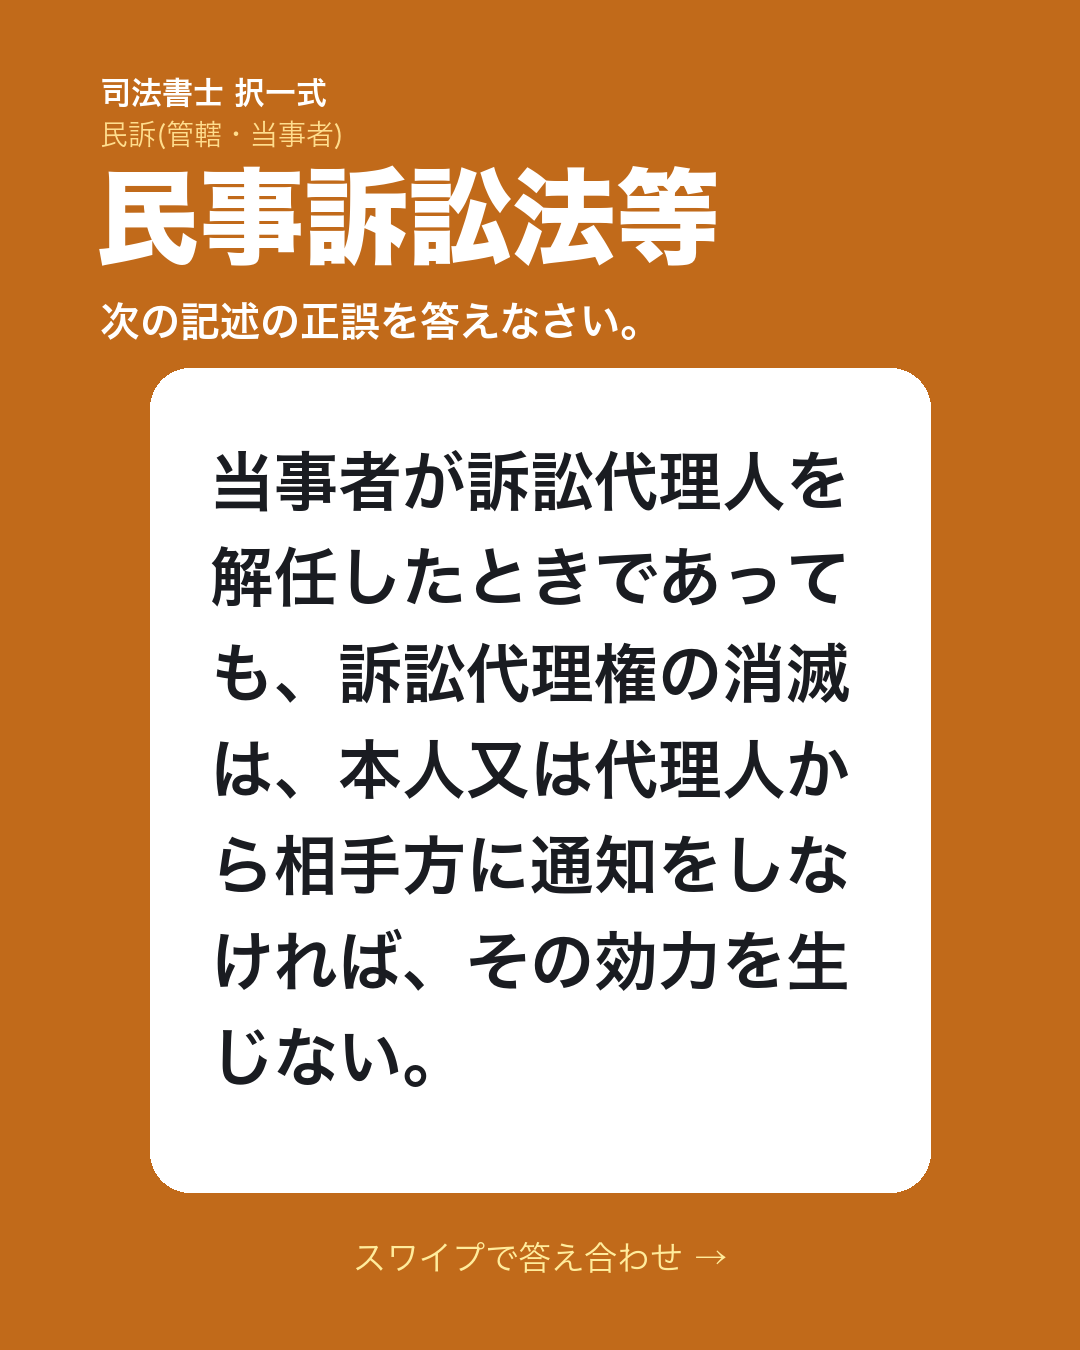 司法書士 択一式
民訴(管轄・当事者)
民事訴訟法等
次の記述の正誤を答えなさい。
当事者が訴訟代理人を
解任したときであって
も、訴訟代理権の消滅
は、本人又は代理人か
ら相手方に通知をしな
ければ、その効力を生
じない。
スワイプで答え合わせ →